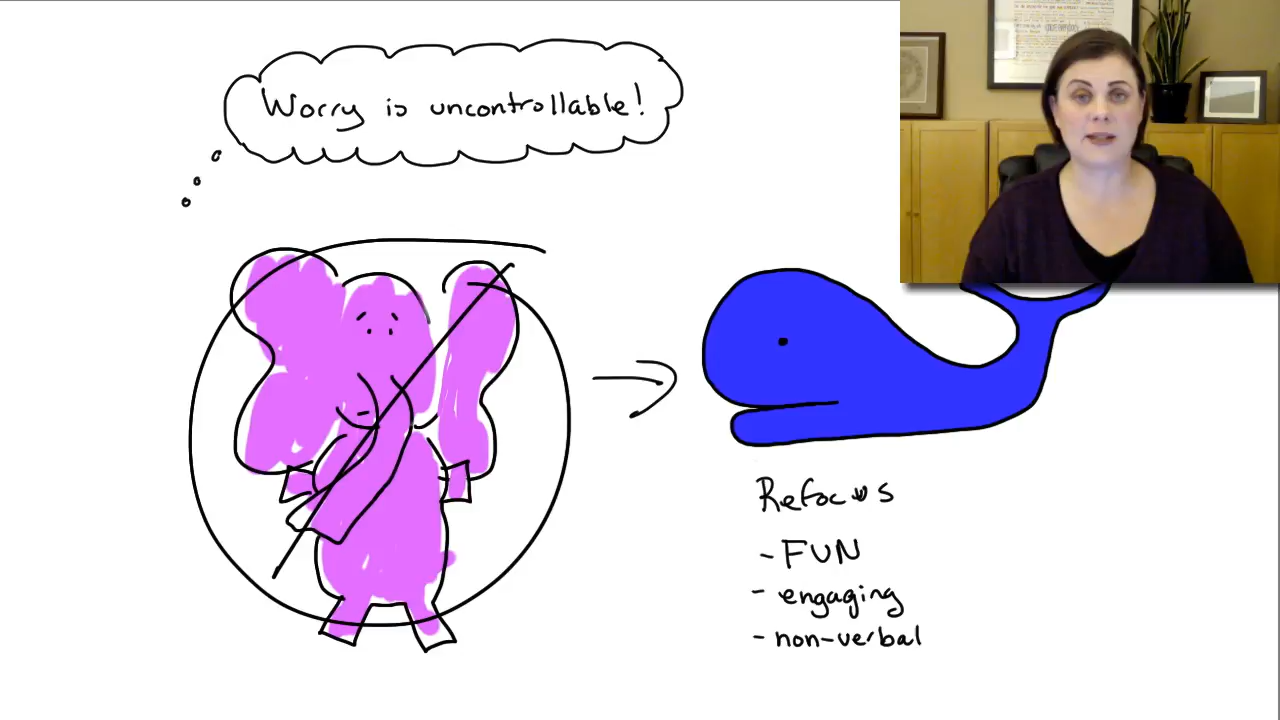 Worry is uncontrollable!
Refocus
- FUN
- engaging
- non-verbal